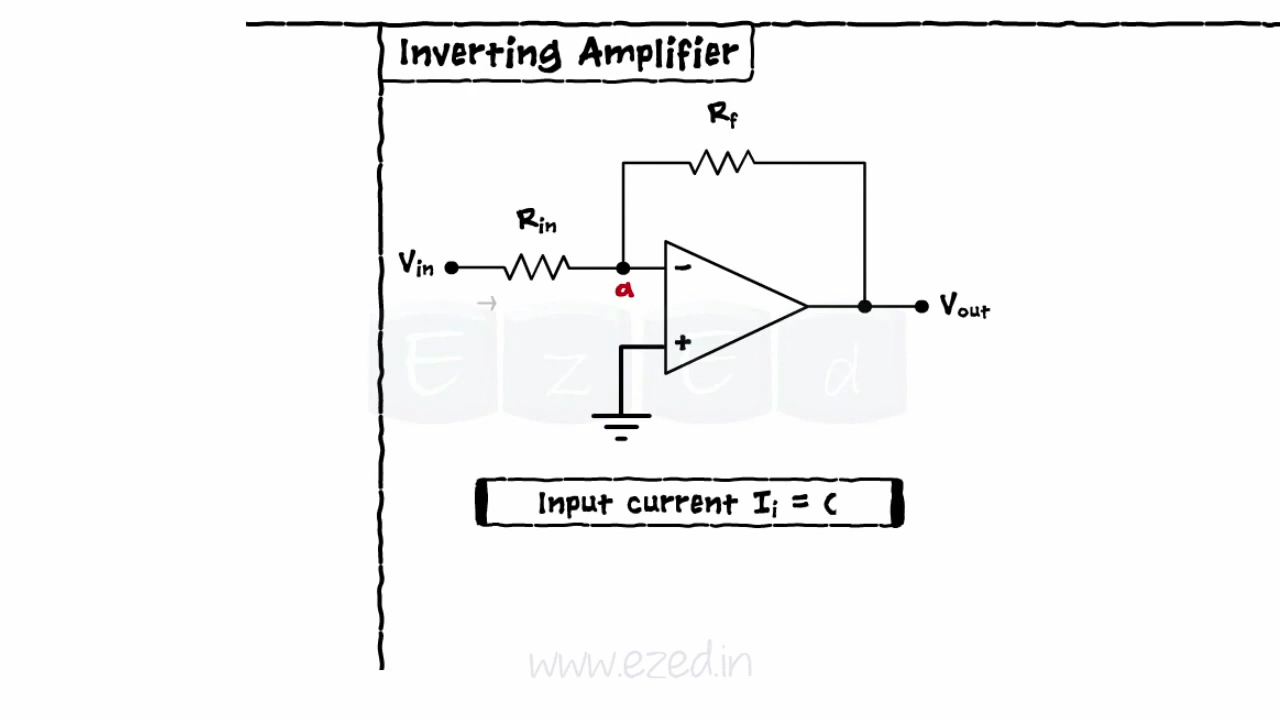 Inverting Amplifier
Rf
Rin
Vin
a
-
+
Vout
E z E d
Input current Ii = (
www.ezed.in